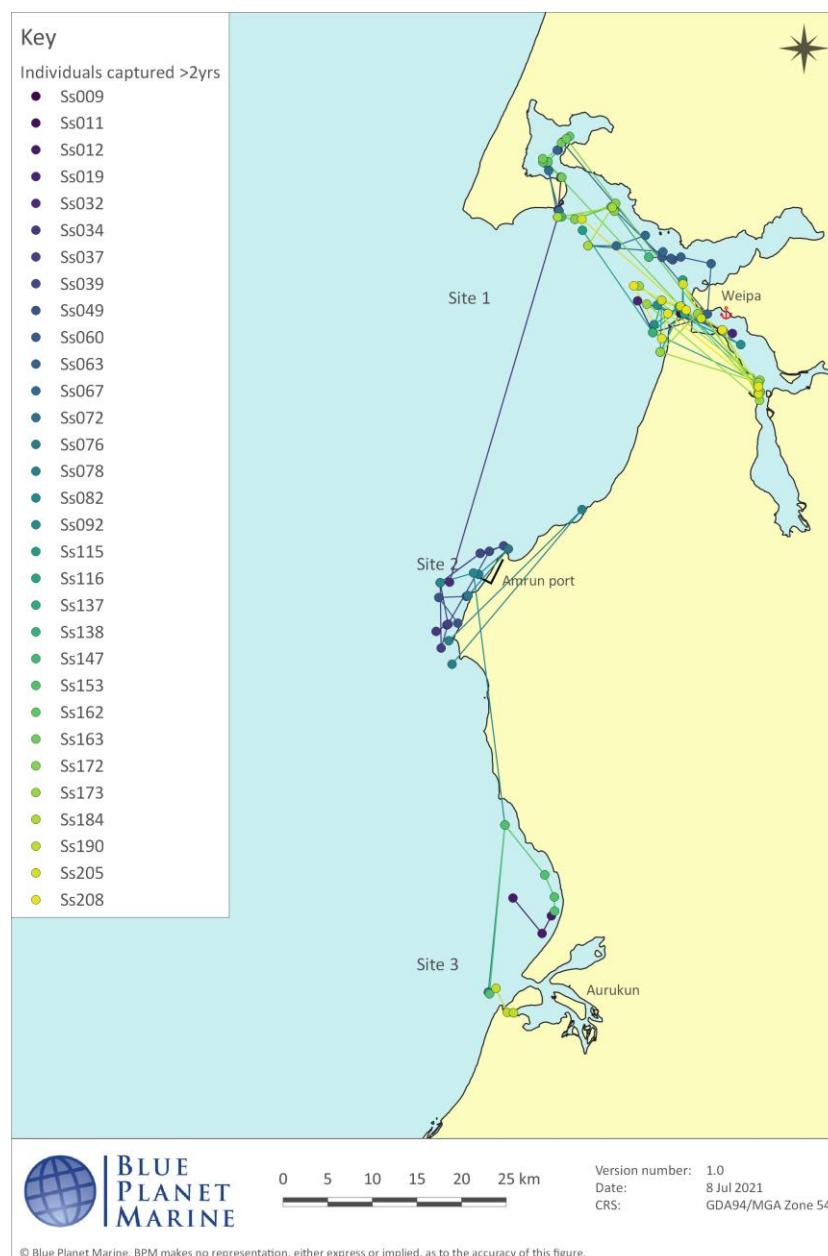 Key
Individuals captured >2yrs
Ss009
Ss011
Ss012
Ss019
Ss032
Ss034
Ss037
Ss039
Ss049
Ss060
Ss063
Ss067
Ss072
Ss076
Ss078
Ss082
Ss092
Ss115
Ss116
Ss137
Ss138
Ss147
Ss153
Ss162
Ss163
Ss172
Ss173
Ss184
Ss190
Ss205
Ss208
Site 1
Weipa
Site 2
Amrun port
Site 3
Aurukun
BLUE
PLANET
MARINE
0 5 10 15 20 25 km
Version number: 1.0
Date: 8 Jul 2021
CRS: GDA94/MGA Zone 54
© Blue Planet Marine. BPM makes no representation, either express or implied, as to the accuracy of this figure.